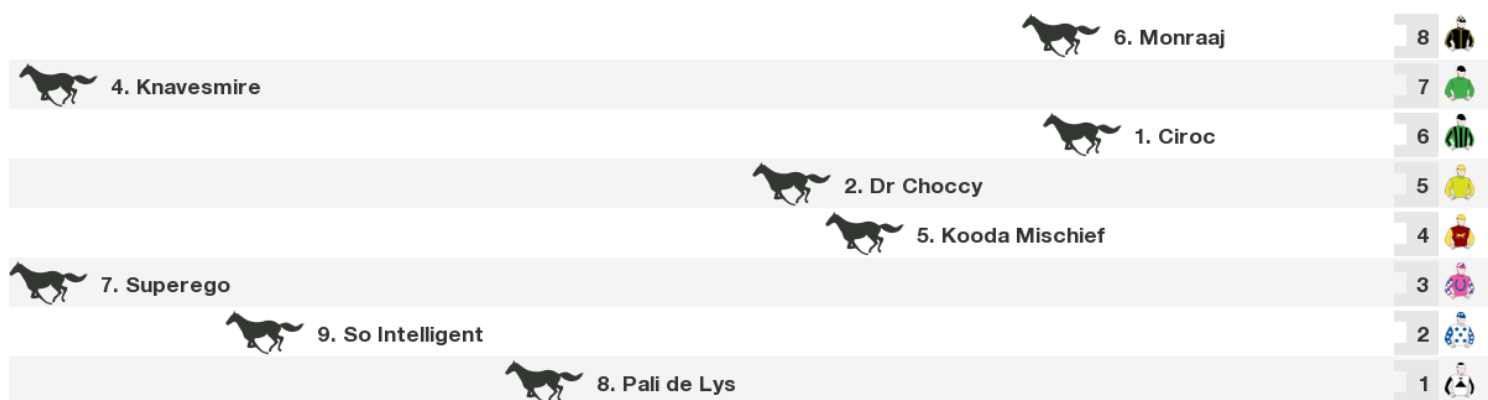 6. Monraaj 8
4. Knavesmire 7
1. Ciroc 6
2. Dr Choccy 5
5. Kooda Mischief 4
7. Superego 3
9. So Intelligent 2
8. Pali de Lys 1